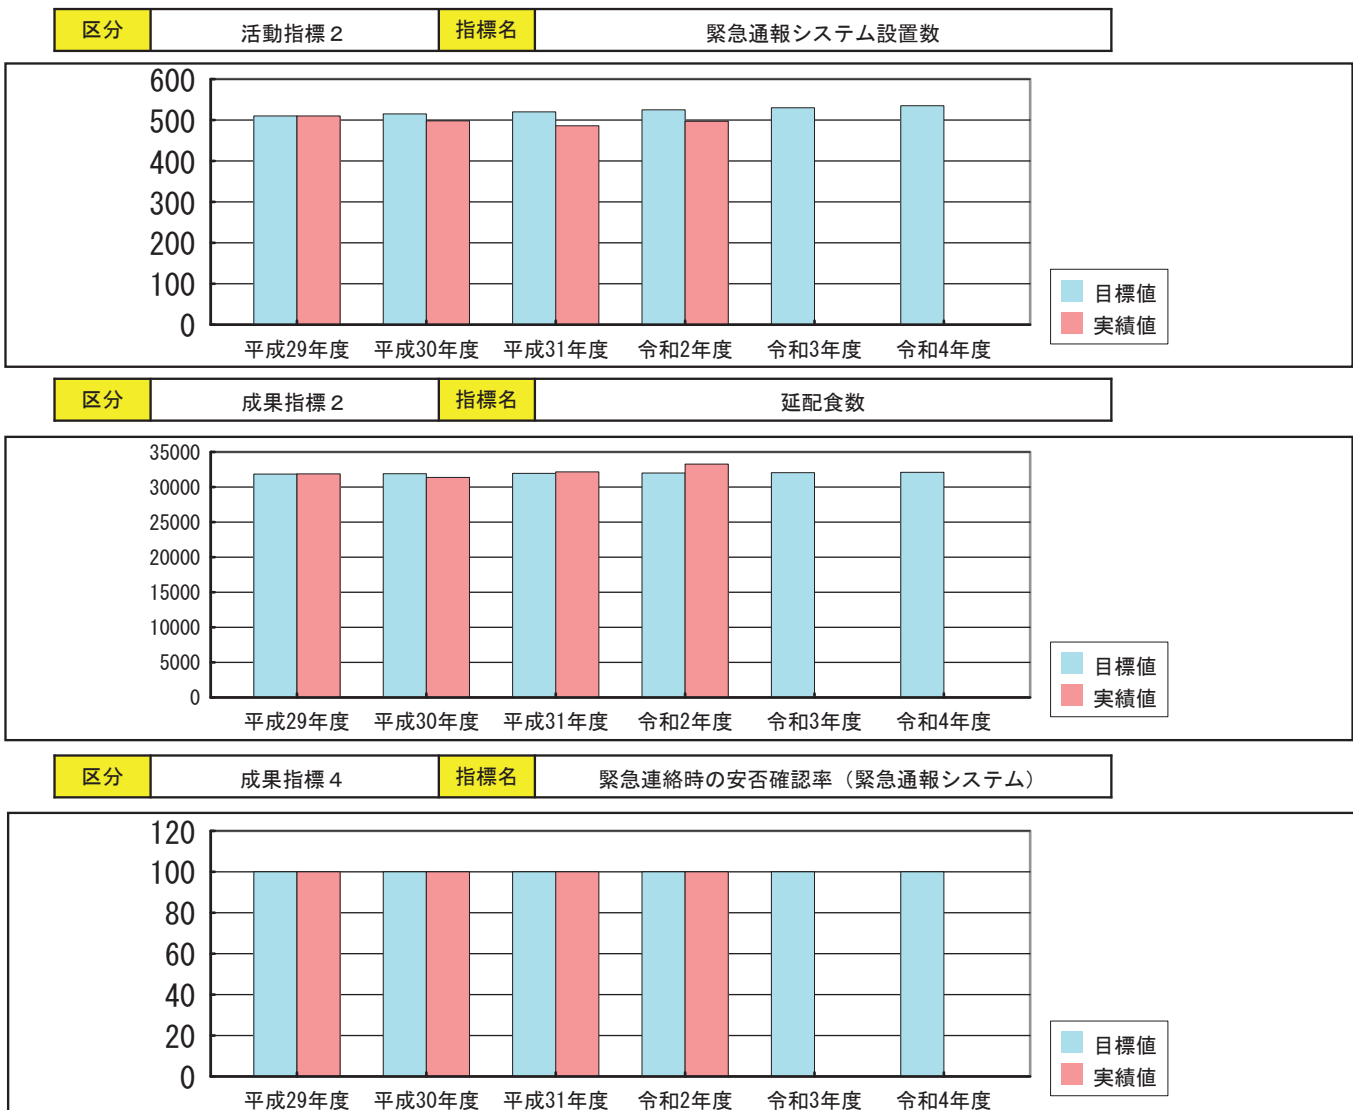 区分 活動指標２ 指標名 緊急通報システム設置数
600
500
400
300
200
100
0
平成29年度 平成30年度 平成31年度 令和2年度 令和3年度 令和4年度
目標値
実績値
区分 成果指標２ 指標名 延配食数
35000
30000
25000
20000
15000
10000
5000
0
平成29年度 平成30年度 平成31年度 令和2年度 令和3年度 令和4年度
目標値
実績値
区分 成果指標４ 指標名 緊急連絡時の安否確認率（緊急通報システム）
120
100
80
60
40
20
0
平成29年度 平成30年度 平成31年度 令和2年度 令和3年度 令和4年度
目標値
実績値